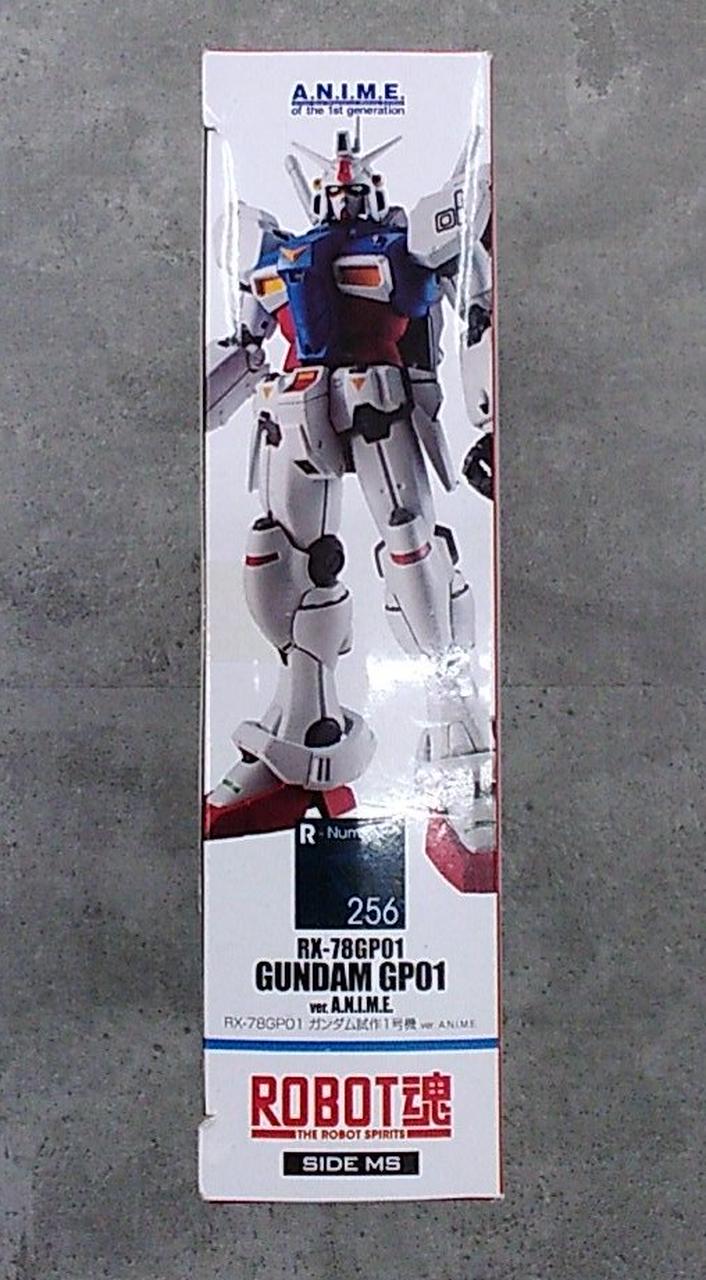 A.N.I.M.E.
of the 1st generation
R - Num
256
RX-78GP01
GUNDAM GP01
ver. A.N.I.M.E.
RX-78GP01 ガンダム試作1号機 ver. A.N.I.M.E.
ROBOT魂
THE ROBOT SPIRITS
SIDE MS